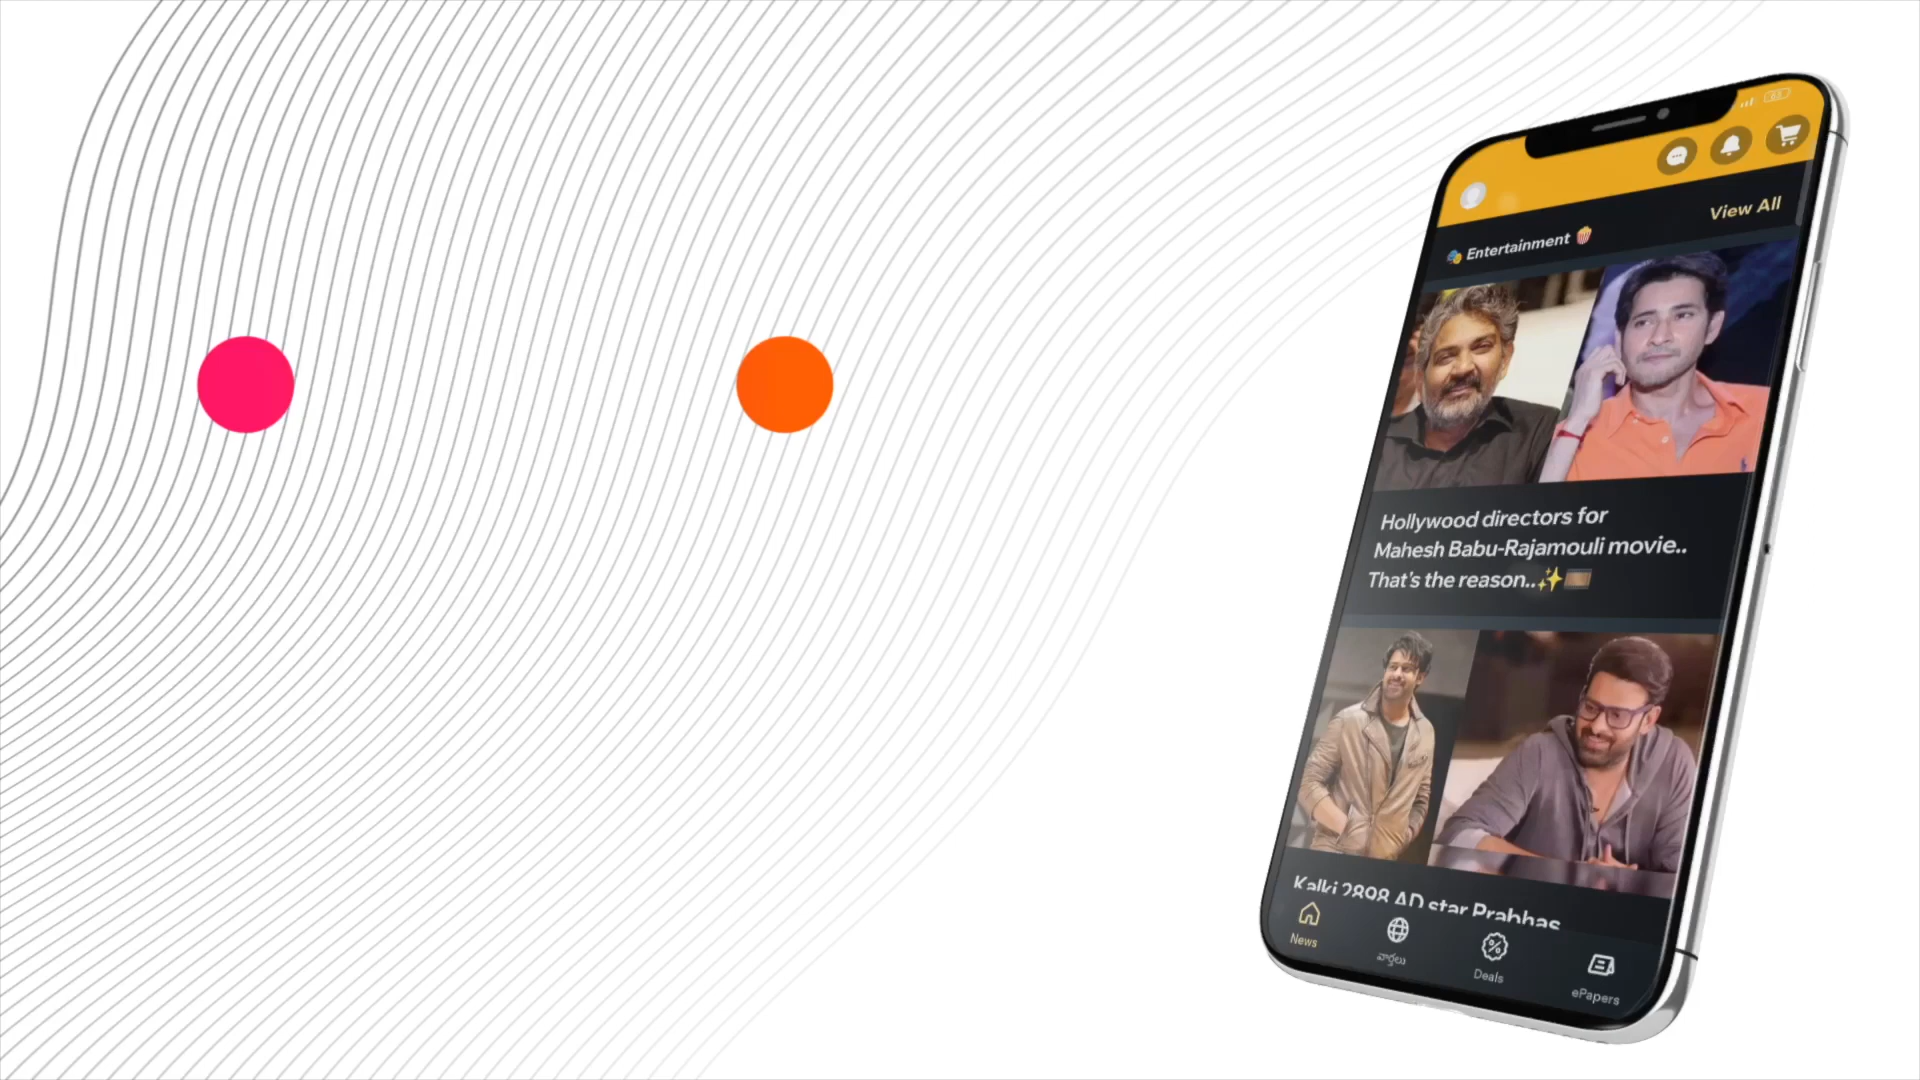 View All
🎭 Entertainment 🍿
Hollywood directors for
Mahesh Babu-Rajamouli movie..
That's the reason..✨🎞️
Kalki 2898 AD star Prabhas
News
వార్తలు
Deals
ePapers